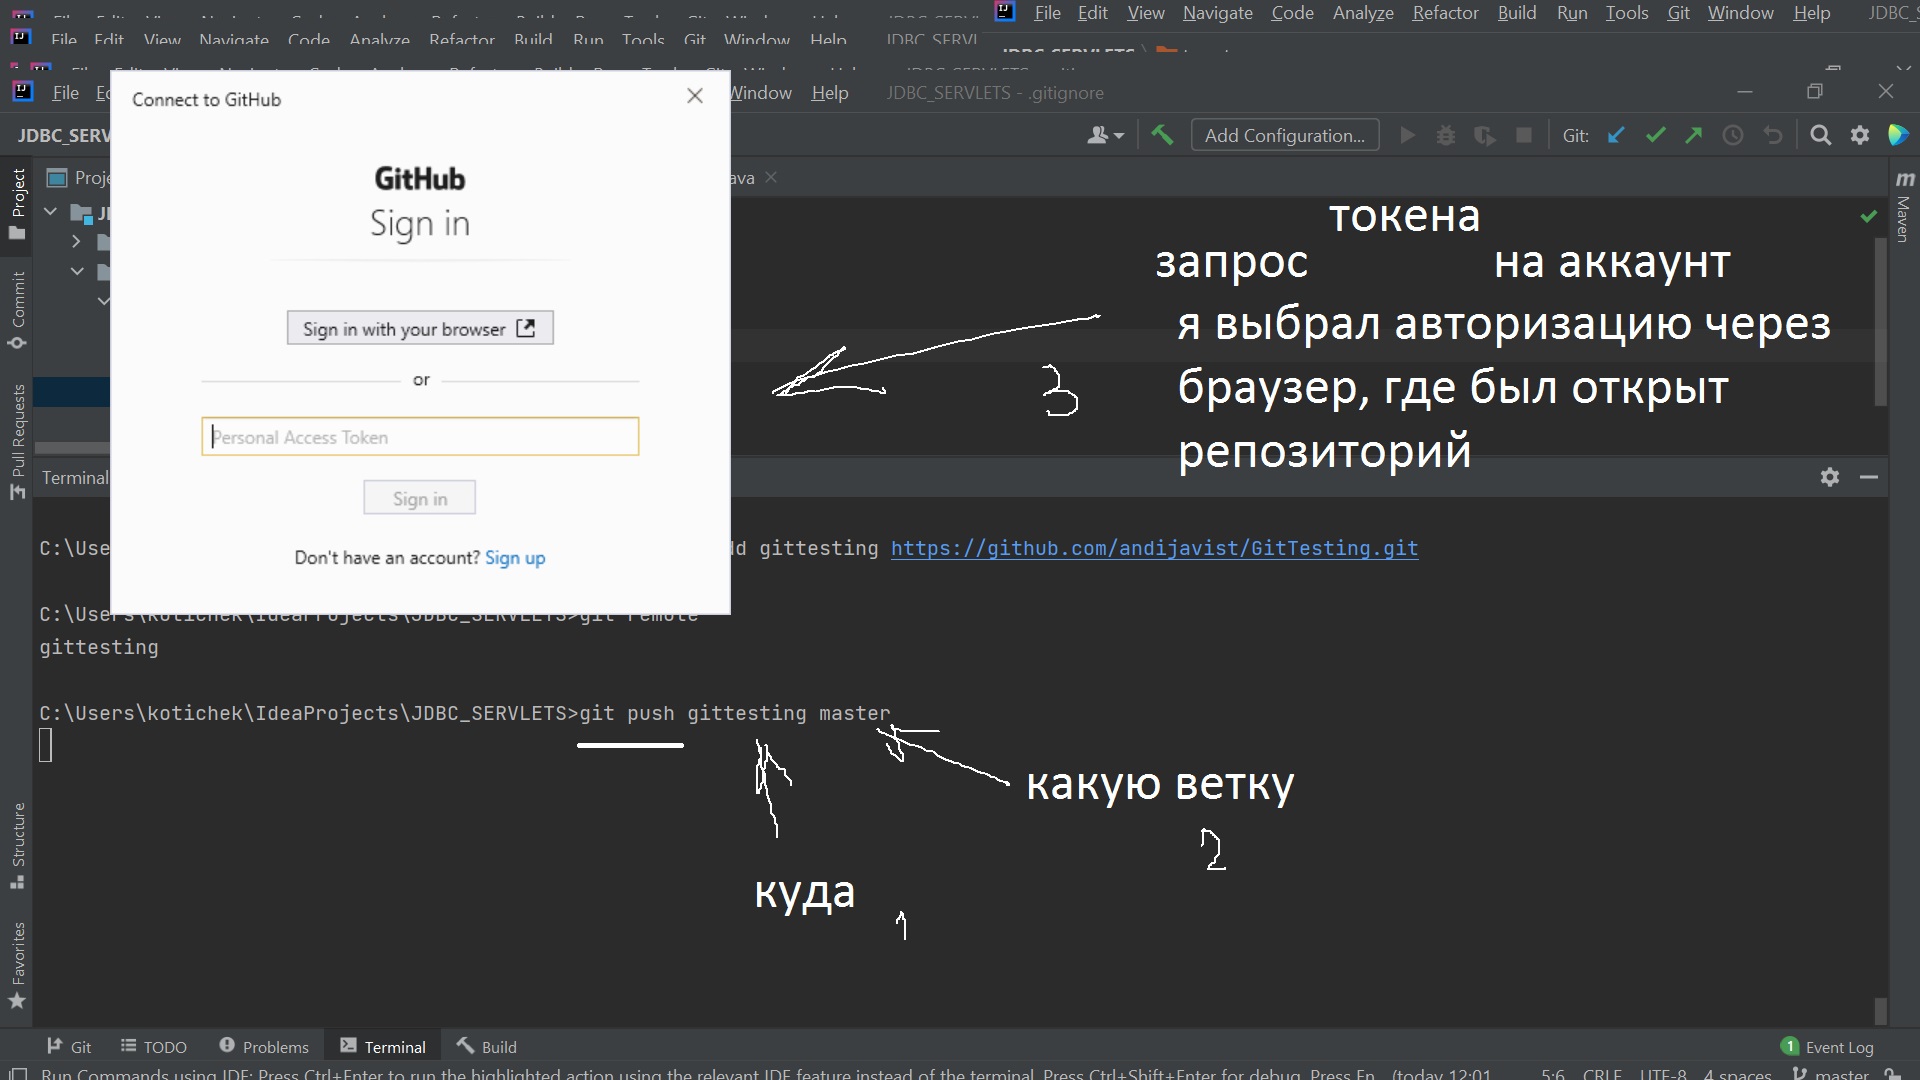 File Edit View Navigate Code Analyze Refactor Build Run Tools Git Window Help
File Edit View Navigate Code Analyze Refactor Build Run Tools Git Window Help JDBC_SERVL
JDBC_SERVLETS
File Window Help JDBC_SERVLETS - .gitignore
JDBC_SERV
Add Configuration...
Git:
Connect to GitHub
GitHub
Sign in
Sign in with your browser
or
Personal Access Token
Sign in
Don't have an account? Sign up
Project
Commit
Pull Requests
Structure
Favorites
Maven
токена
запрос на аккаунт
я выбрал авторизацию через
браузер, где был открыт
репозиторий
3
Terminal
gittesting https://github.com/andijavist/GitTesting.git
C:\Users\kotichek\IdeaProjects\JDBC_SERVLETS>git remote
gittesting
C:\Users\kotichek\IdeaProjects\JDBC_SERVLETS>git push gittesting master
какую ветку
2
куда
1
Git TODO Problems Terminal Build
1 Event Log
Run Commands using IDE: Press Ctrl+Enter to run the highlighted action using the relevant IDE feature instead of the terminal. Press Ctrl+Shift+Enter for debug. Press En... (today 12:01 5:6 CRLF UTF-8 4 spaces master